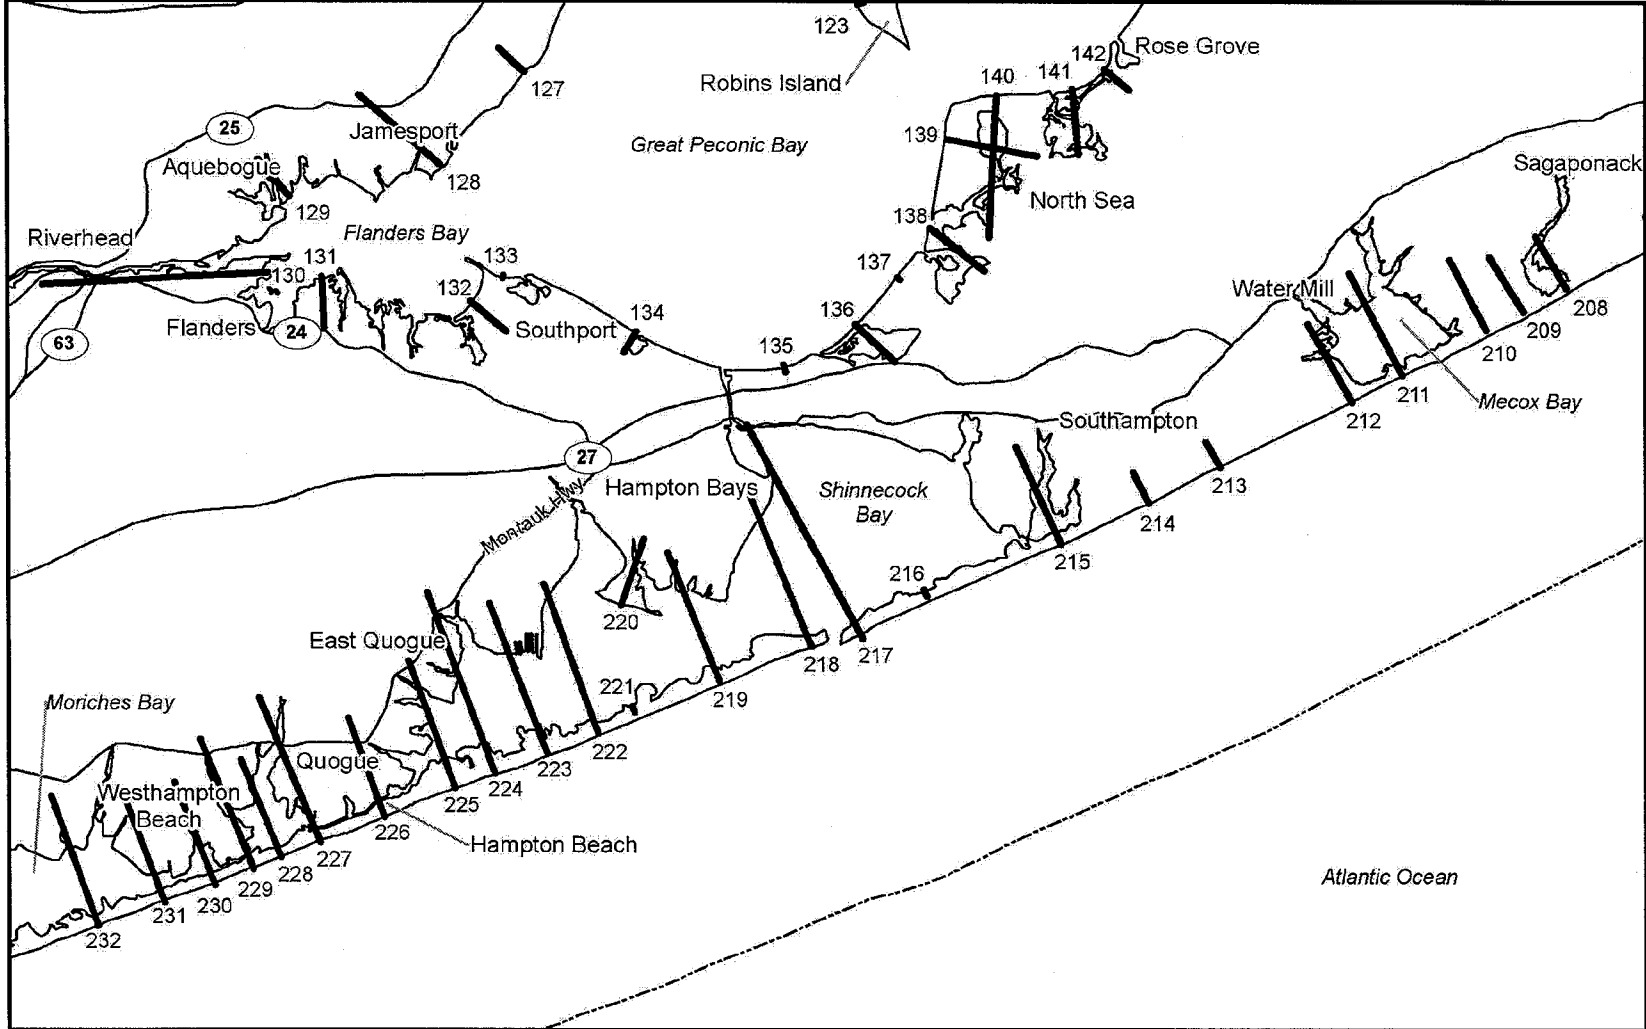 123
Robins Island
142
Rose Grove
140
141
127
25
Jamesport
Great Peconic Bay
139
Aquebogue
128
Sagaponack
129
North Sea
138
Riverhead
Flanders Bay
131
133
137
130
132
136
Water Mill
208
Flanders
24
Southport
134
209
63
135
210
211
Mecox Bay
212
Southampton
27
213
Hampton Bays
Shinnecock
Bay
214
Montauk Hwy
215
216
220
East Quogue
217
218
221
219
Moriches Bay
222
223
Quogue
224
225
Westhampton
Beach
226
Hampton Beach
227
228
229
230
231
232
Atlantic Ocean